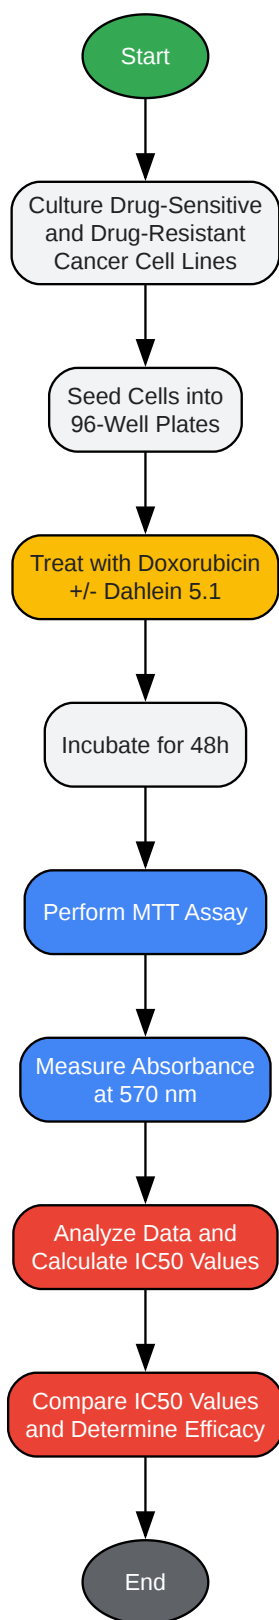 Start
Culture Drug-Sensitive
and Drug-Resistant
Cancer Cell Lines
Seed Cells into
96-Well Plates
Treat with Doxorubicin
+/- Dahlein 5.1
Incubate for 48h
Perform MTT Assay
Measure Absorbance
at 570 nm
Analyze Data and
Calculate IC50 Values
Compare IC50 Values
and Determine Efficacy
End